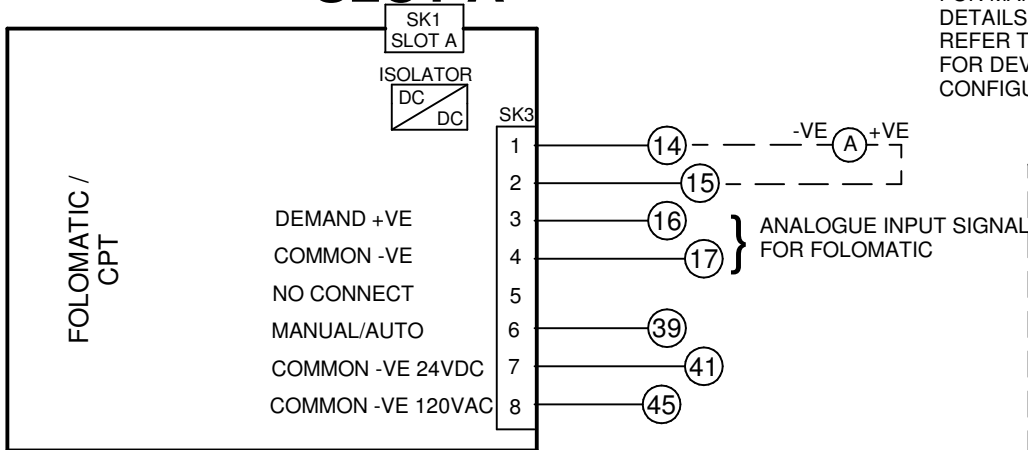 SK1
SLOT A
ISOLATOR
DC
DC
SK3
FOLOMATIC /
CPT
1
2
DEMAND +VE 3
COMMON -VE 4
NO CONNECT 5
MANUAL/AUTO 6
COMMON -VE 24VDC 7
COMMON -VE 120VAC 8
14
15
16
17
39
41
45
-VE A +VE
ANALOGUE INPUT SIGNAL
FOR FOLOMATIC
DETAILS
REFER
FOR